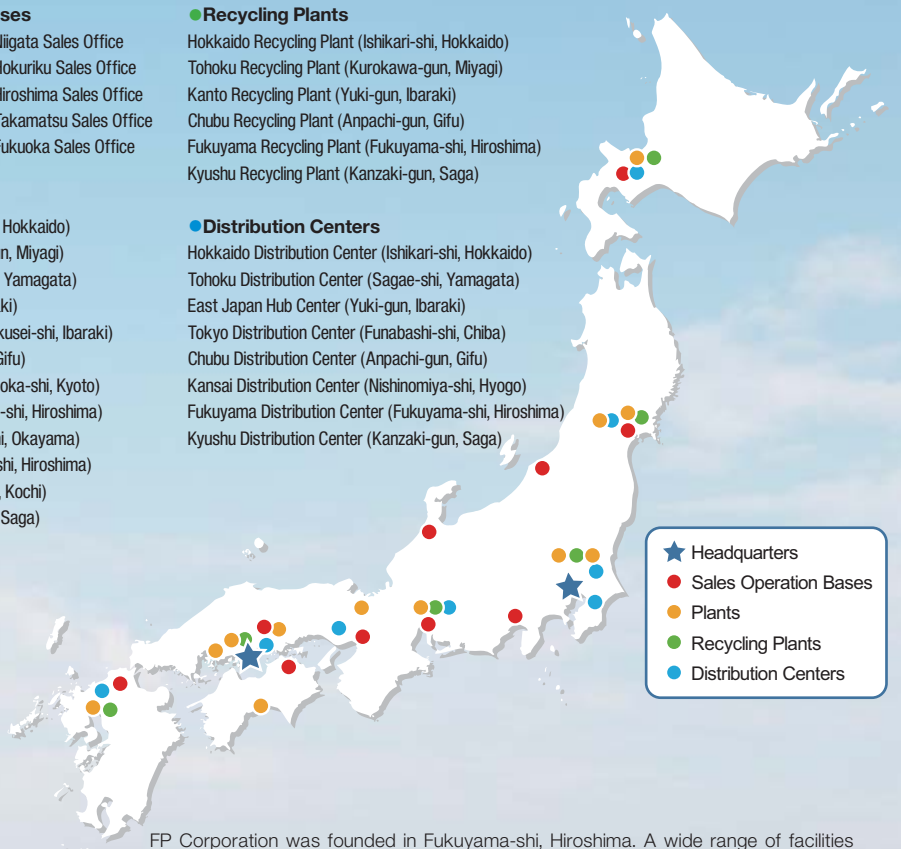 Niigata Sales Office
Hokuriku Sales Office
Hiroshima Sales Office
Takamatsu Sales Office
Fukuoka Sales Office
Hokkaido)
Miyagi)
Yamagata)
kusei-shi, Ibaraki)
Gifu)
oka-shi, Kyoto)
-shi, Hiroshima)
Okayama)
shi, Hiroshima)
Kochi)
Saga)
●Recycling Plants
Hokkaido Recycling Plant (Ishikari-shi, Hokkaido)
Tohoku Recycling Plant (Kurokawa-gun, Miyagi)
Kanto Recycling Plant (Yuki-gun, Ibaraki)
Chubu Recycling Plant (Anpachi-gun, Gifu)
Fukuyama Recycling Plant (Fukuyama-shi, Hiroshima)
Kyushu Recycling Plant (Kanzaki-gun, Saga)
●Distribution Centers
Hokkaido Distribution Center (Ishikari-shi, Hokkaido)
Tohoku Distribution Center (Sagae-shi, Yamagata)
East Japan Hub Center (Yuki-gun, Ibaraki)
Tokyo Distribution Center (Funabashi-shi, Chiba)
Chubu Distribution Center (Anpachi-gun, Gifu)
Kansai Distribution Center (Nishinomiya-shi, Hyogo)
Fukuyama Distribution Center (Fukuyama-shi, Hiroshima)
Kyushu Distribution Center (Kanzaki-gun, Saga)
Headquarters
Sales Operation Bases
Plants
Recycling Plants
Distribution Centers
FP Corporation was founded in Fukuyama-shi, Hiroshima. A wide range of facilities